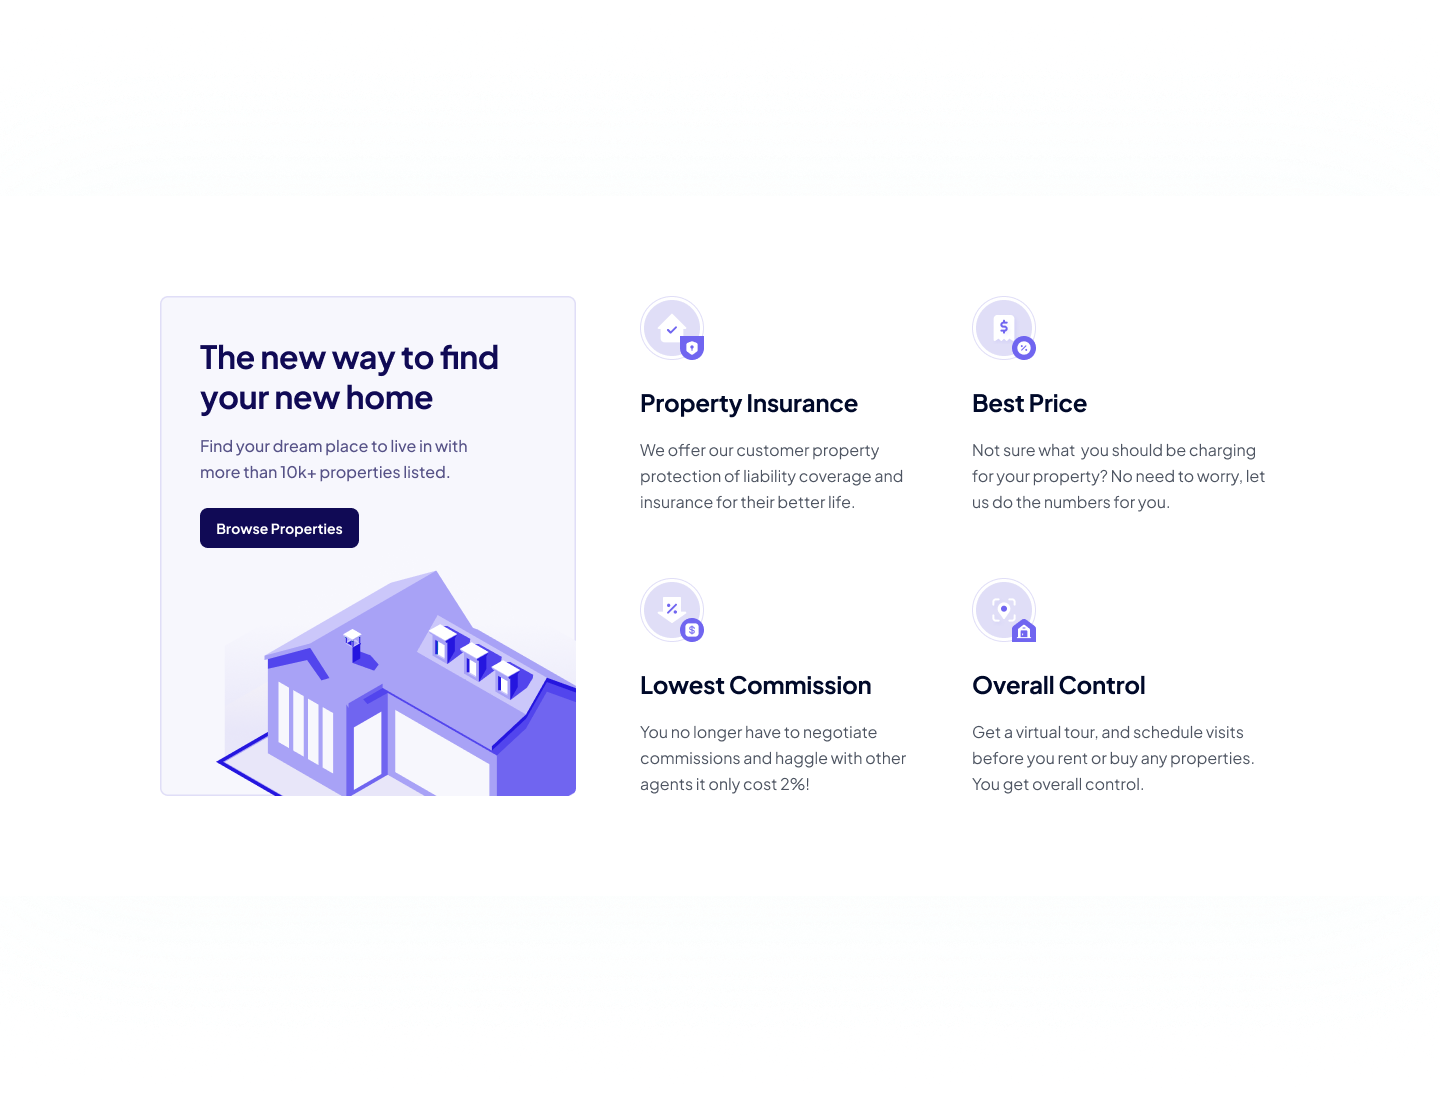 The new way to find
your new home
Find your dream place to live in with
more than 10k+ properties listed.
Browse Properties
Property Insurance
We offer our customer property
protection of liability coverage and
insurance for their better life.
Best Price
Not sure what  you should be charging
for your property? No need to worry, let
us do the numbers for you.
Lowest Commission
You no longer have to negotiate
commissions and haggle with other
agents it only cost 2%!
Overall Control
Get a virtual tour, and schedule visits
before you rent or buy any properties.
You get overall control.